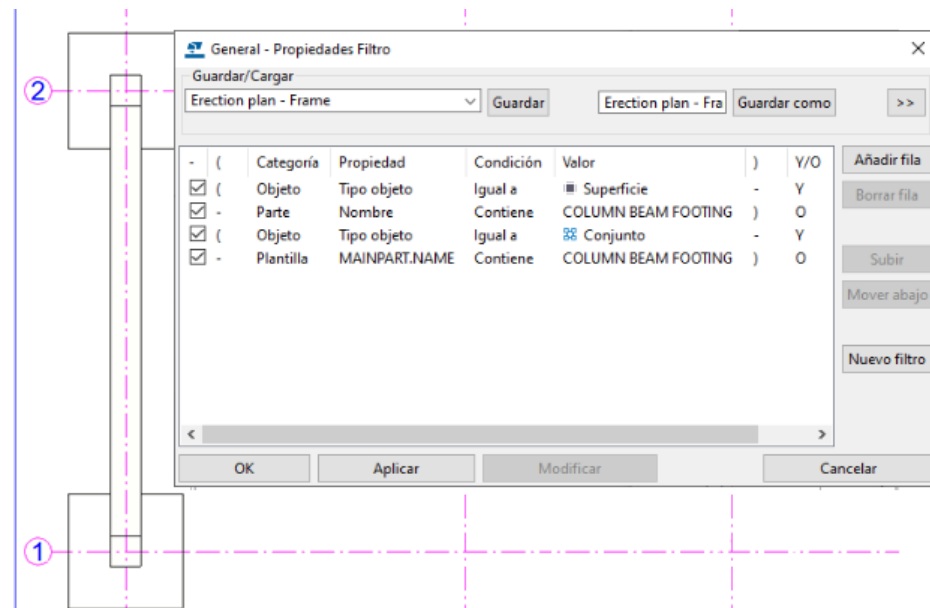 General - Propiedades Filtro
Guardar/Cargar
Erection plan - Frame Guardar Erection plan - Fra Guardar como >>
- ( Categoría Propiedad Condición Valor ) Y/O Añadir fila
( Objeto Tipo objeto Igual a Superficie - Y Borrar fila
- Parte Nombre Contiene COLUMN BEAM FOOTING ) O
( Objeto Tipo objeto Igual a Conjunto - Y
- Plantilla MAINPART.NAME Contiene COLUMN BEAM FOOTING ) O Subir
Mover abajo
Nuevo filtro
OK Aplicar Modificar Cancelar
2
1